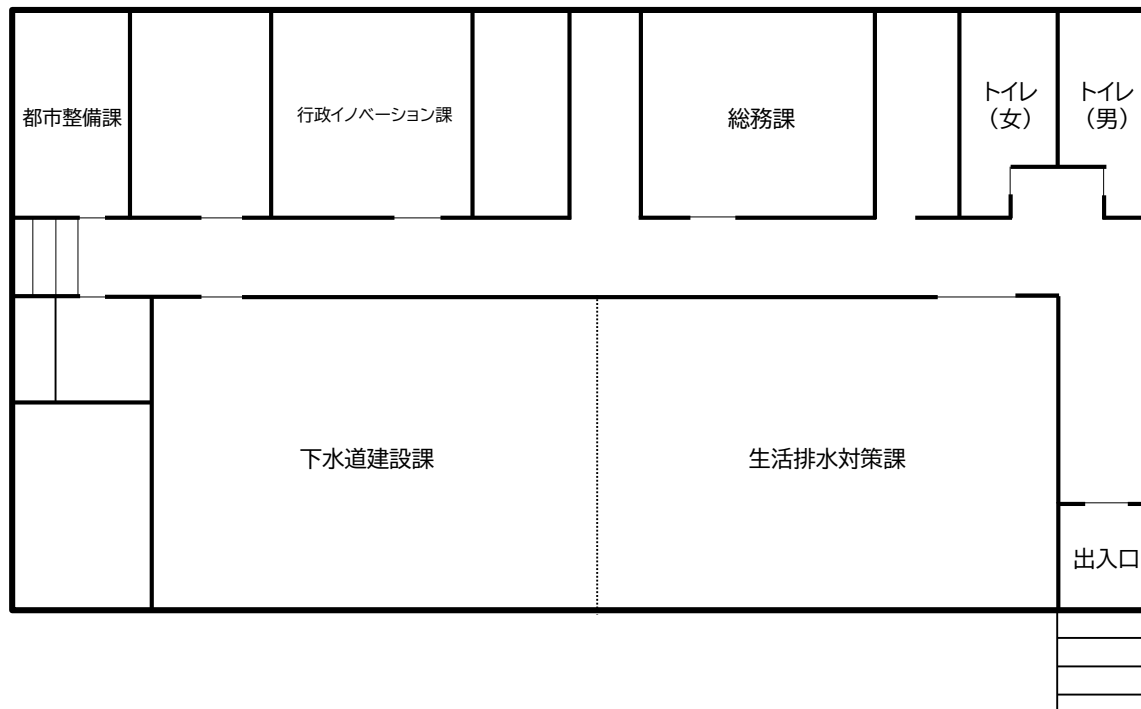 都市整備課
行政イノベーション課
総務課
トイレ
（女）
トイレ
（男）
下水道建設課
生活排水対策課
出入口